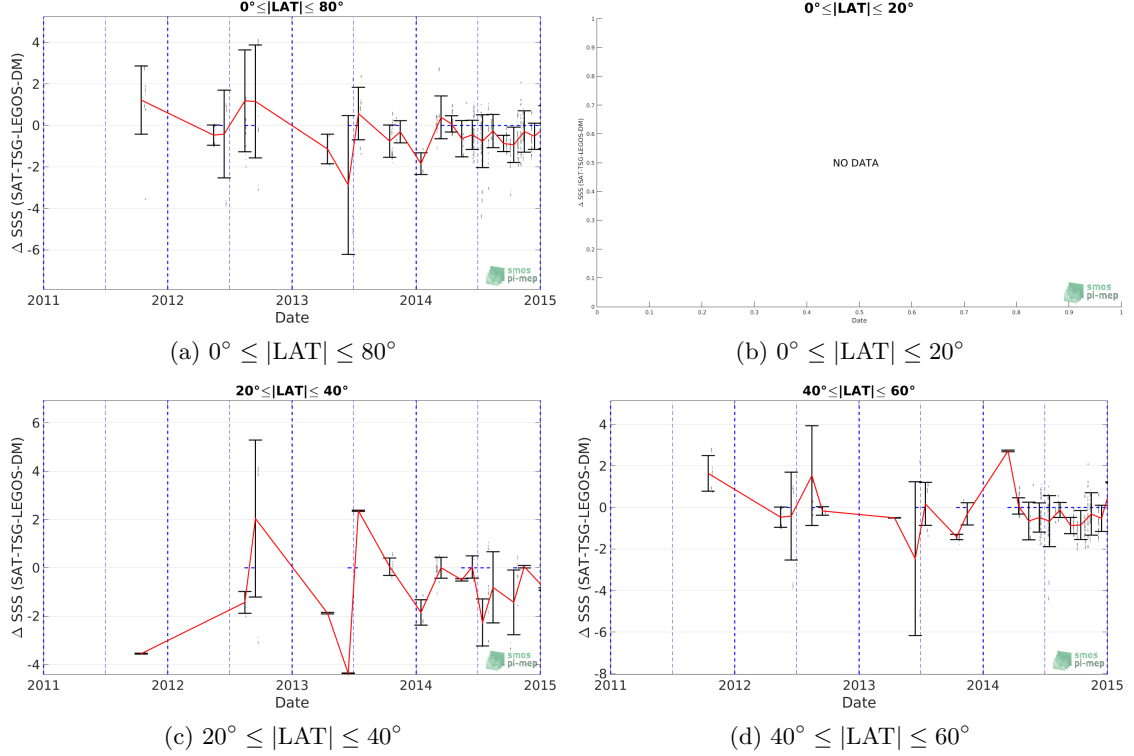 0°≤|LAT|≤ 80°
Δ SSS (SAT-TSG-LEGOS-DM)
4
2
0
-2
-4
-6
2011 2012 2013 2014 2015
Date
smos
pi-mep
(a) 0° ≤ |LAT| ≤ 80°
0°≤|LAT|≤ 20°
Δ SSS (SAT-TSG-LEGOS-DM)
1
0.9
0.8
0.7
0.6
0.5
0.4
0.3
0.2
0.1
0
NO DATA
0 0.1 0.2 0.3 0.4 0.5 0.6 0.7 0.8 0.9 1
Date
smos
pi-mep
(b) 0° ≤ |LAT| ≤ 20°
20°≤|LAT|≤ 40°
Δ SSS (SAT-TSG-LEGOS-DM)
6
4
2
0
-2
-4
2011 2012 2013 2014 2015
Date
smos
pi-mep
(c) 20° ≤ |LAT| ≤ 40°
40°≤|LAT|≤ 60°
Δ SSS (SAT-TSG-LEGOS-DM)
4
2
0
-2
-4
-6
-8
2011 2012 2013 2014 2015
Date
smos
pi-mep
(d) 40° ≤ |LAT| ≤ 60°